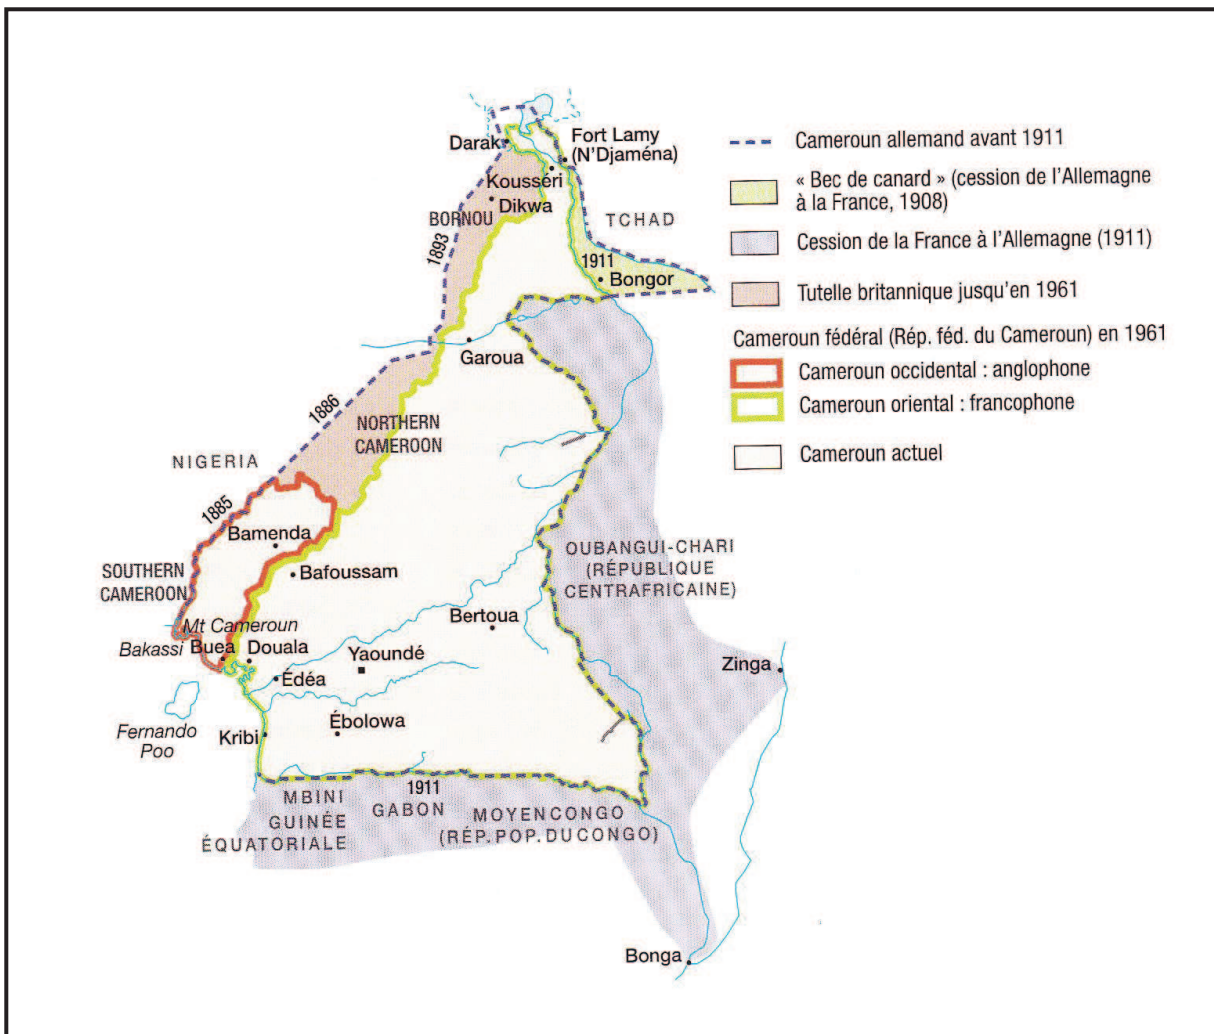 Darak
Fort Lamy
(N'Djaména)
Kousséri
Dikwa
BORNOU
TCHAD
1893
1911
Bongor
Garoua
1886
NORTHERN
CAMEROON
NIGERIA
1885
Bamenda
Bafoussam
SOUTHERN
CAMEROON
OUBANGUI-CHARI
(RÉPUBLIQUE
CENTRAFRICAINE)
Mt Cameroun
Bakassi
Buea
Douala
Bertoua
Yaoundé
Zinga
Édéa
Fernando
Poo
Kribi
Ébolowa
1911
MBINI
GUINÉE
ÉQUATORIALE
GABON
MOYENCONGO
(RÉP.POP.DUCONGO)
Bonga
Cameroun allemand avant 1911
« Bec de canard » (cession de l'Allemagne
à la France, 1908)
Cession de la France à l'Allemagne (1911)
Tutelle britannique jusqu'en 1961
Cameroun fédéral (Rép. féd. du Cameroun) en 1961
Cameroun occidental : anglophone
Cameroun oriental : francophone
Cameroun actuel